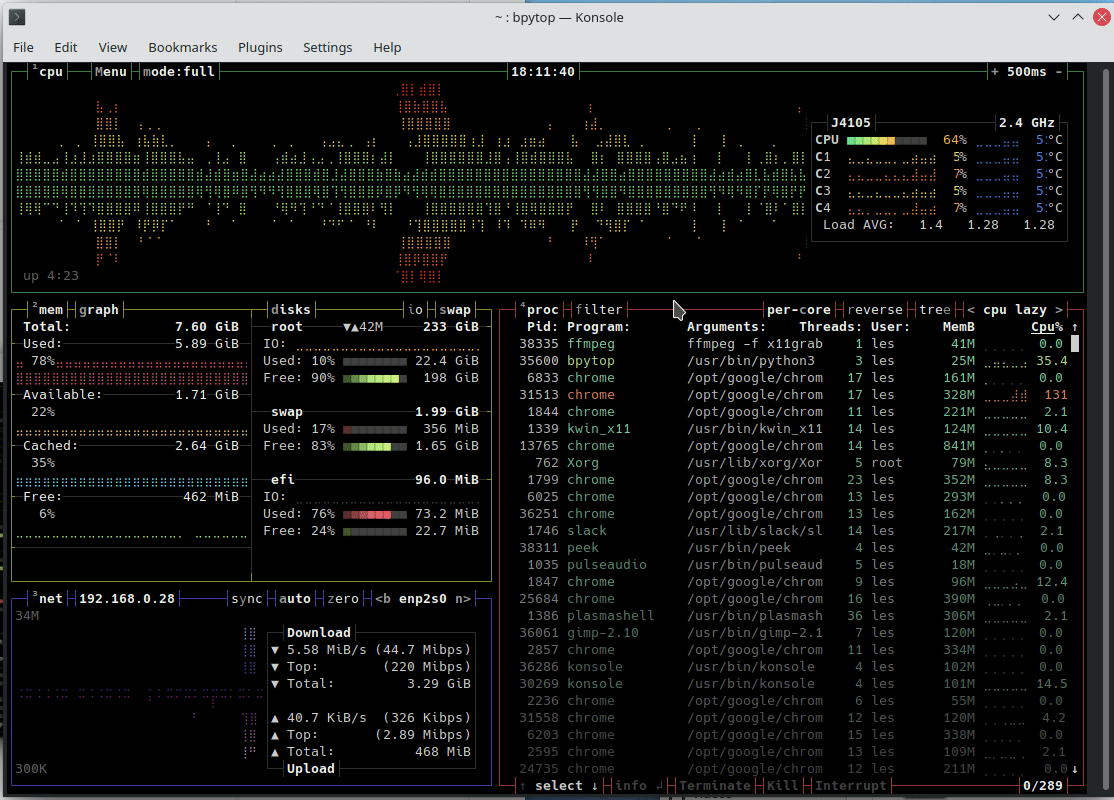 ~ : bpytop — Konsole
File Edit View Bookmarks Plugins Settings Help
1cpu Menu mode:full 18:11:40 + 500ms -
J4105 2.4 GHz
CPU 64% 5:°C
C1 5% 5:°C
C2 7% 5:°C
C3 5% 5:°C
C4 7% 5:°C
Load AVG: 1.4 1.28 1.28
up 4:23
2mem graph disks io swap
Total: 7.60 GiB
Used: 5.89 GiB
78%
Available: 1.71 GiB
22%
Cached: 2.64 GiB
35%
Free: 462 MiB
6%
root ▼▲42M 233 GiB
IO:
Used: 10% 22.4 GiB
Free: 90% 198 GiB
swap 1.99 GiB
Used: 17% 356 MiB
Free: 83% 1.65 GiB
efi 96.0 MiB
IO:
Used: 76% 73.2 MiB
Free: 24% 22.7 MiB
3net 192.168.0.28 sync auto zero <b enp2s0 n>
34M
Download
▼ 5.58 MiB/s (44.7 Mibps)
▼ Top: (220 Mibps)
▼ Total: 3.29 GiB
▲ 40.7 KiB/s (326 Kibps)
▲ Top: (2.89 Mibps)
▲ Total: 468 MiB
Upload
300K
4proc filter per-core reverse tree < cpu lazy >
Pid: Program: Arguments: Threads: User: MemB Cpu% ↑
38335 ffmpeg ffmpeg -f x11grab 1 les 41M 0.0
35600 bpytop /usr/bin/python3 3 les 25M 35.4
6833 chrome /opt/google/chrom 17 les 161M 0.0
31513 chrome /opt/google/chrom 17 les 328M 131
1844 chrome /opt/google/chrom 11 les 221M 2.1
1339 kwin_x11 /usr/bin/kwin_x11 14 les 124M 10.4
13765 chrome /opt/google/chrom 14 les 841M 0.0
762 Xorg /usr/lib/xorg/Xor 5 root 79M 8.3
1799 chrome /opt/google/chrom 23 les 352M 8.3
6025 chrome /opt/google/chrom 13 les 293M 0.0
36251 chrome /opt/google/chrom 13 les 162M 0.0
1746 slack /usr/lib/slack/sl 14 les 217M 2.1
38311 peek /usr/bin/peek 4 les 42M 0.0
1035 pulseaudio /usr/bin/pulseaud 5 les 18M 0.0
1847 chrome /opt/google/chrom 9 les 96M 12.4
25684 chrome /opt/google/chrom 16 les 390M 0.0
1386 plasmashell /usr/bin/plasmash 36 les 306M 2.1
36061 gimp-2.10 /usr/bin/gimp-2.1 7 les 120M 0.0
2857 chrome /opt/google/chrom 11 les 334M 0.0
36286 konsole /usr/bin/konsole 4 les 102M 0.0
30269 konsole /usr/bin/konsole 4 les 101M 14.5
2236 chrome /opt/google/chrom 6 les 55M 0.0
31558 chrome /opt/google/chrom 12 les 120M 4.2
6203 chrome /opt/google/chrom 15 les 338M 0.0
2595 chrome /opt/google/chrom 13 les 109M 2.1
24735 chrome /opt/google/chrom 12 les 211M 0.0 ↓
↑ select ↓ info ↲ Terminate Kill Interrupt 0/289